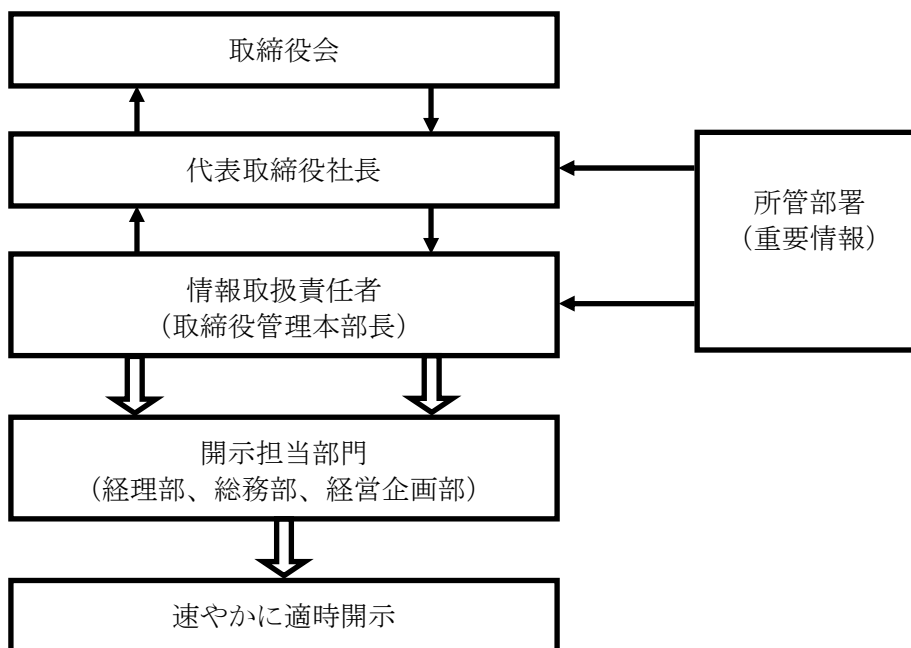 取締役会
代表取締役社長
所管部署
（重要情報）
情報取扱責任者
（取締役管理本部長）
開示担当部門
（経理部、総務部、経営企画部）
速やかに適時開示